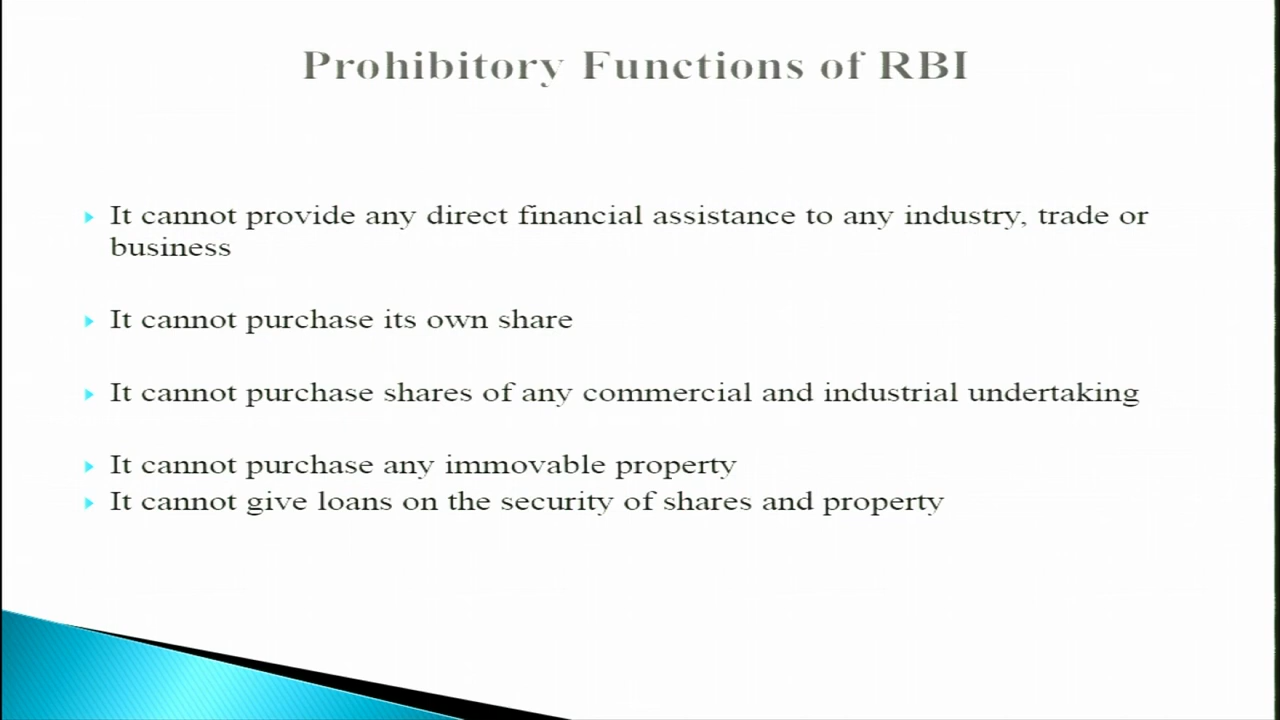 Prohibitory Functions of RBI
It cannot provide any direct financial assistance to any industry, trade or
business
It cannot purchase its own share
It cannot purchase shares of any commercial and industrial undertaking
It cannot purchase any immovable property
It cannot give loans on the security of shares and property